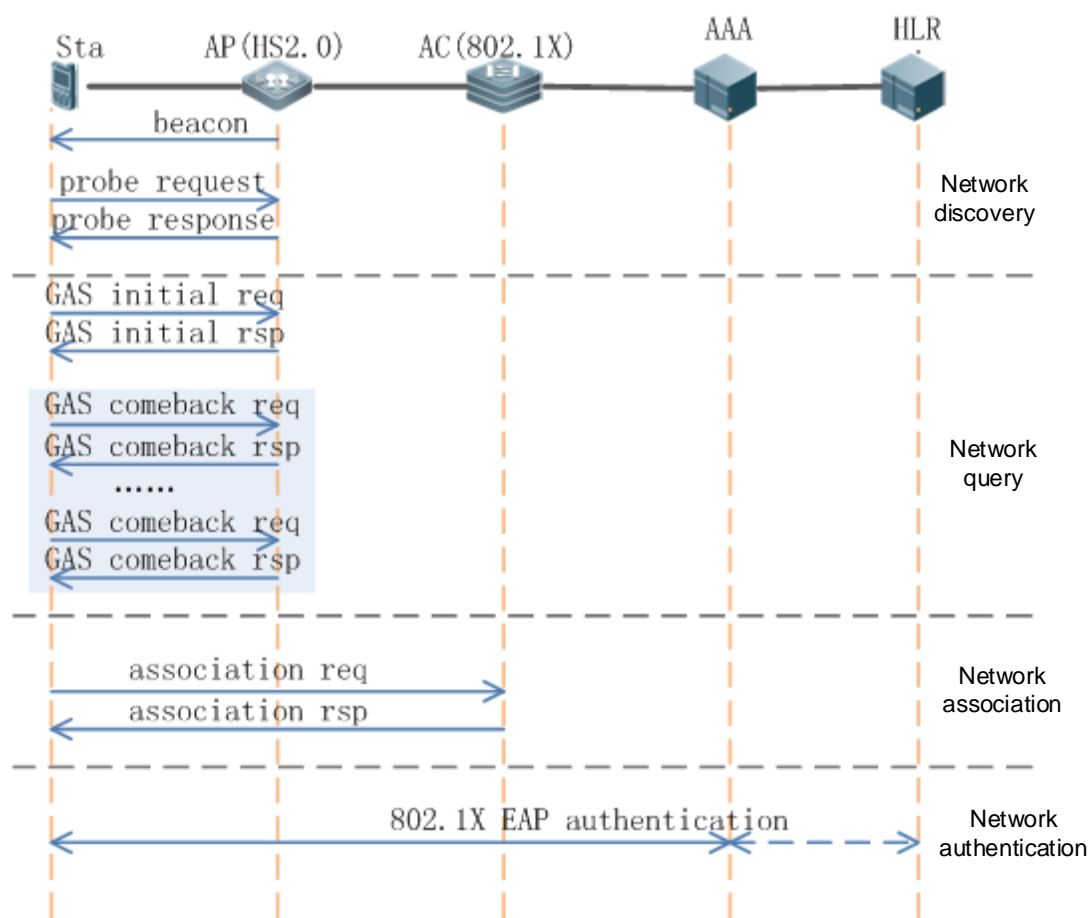 Sta
AP(HS2.0)
AC(802.1X)
AAA
HLR
beacon
probe request
probe response
Network
discovery
GAS initial req
GAS initial rsp
GAS comeback req
GAS comeback rsp
......
GAS comeback req
GAS comeback rsp
Network
query
association req
association rsp
Network
association
802.1X EAP authentication
Network
authentication